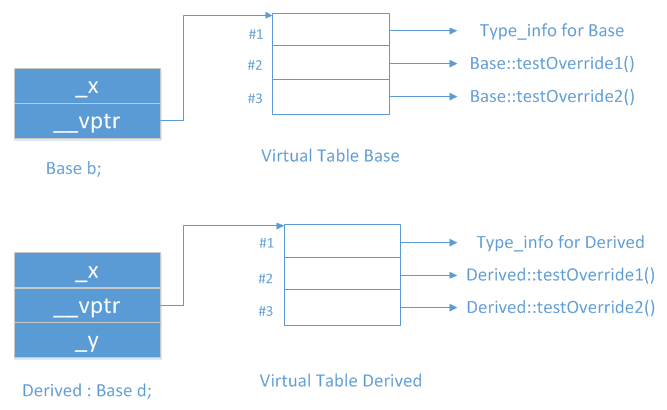 #1
Type_info for Base
#2
Base::testOverride1()
#3
Base::testOverride2()
_x
__vptr
Base b;
Virtual Table Base
#1
Type_info for Derived
#2
Derived::testOverride1()
#3
Derived::testOverride2()
_x
__vptr
_y
Derived : Base d;
Virtual Table Derived